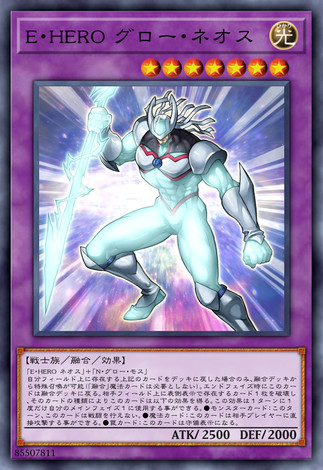 E・HERO グロー・ネオス
光
【戦士族／融合／効果】
「E・HERO ネオス」＋「N・グロー・モス」
自分フィールド上に存在する上記のカードをデッキに戻した場合のみ、融合デッキか
ら特殊召喚が可能（「融合」魔法カードは必要としない）。エンドフェイズ時にこのカー
ドは融合デッキに戻る。相手フィールド上に表側表示で存在するカード1枚を破壊し、
そのカードの種類によりこのカードは以下の効果を得る。この効果は1ターンに1
度だけ自分のメインフェイズ1に使用する事ができる。●モンスターカード：このター
ン、このカードは戦闘を行えない。●魔法カード：このカードは相手プレイヤーに直
接攻撃する事ができる。●罠カード：このカードは守備表示になる。
ATK/ 2500 DEF/2000
85507811